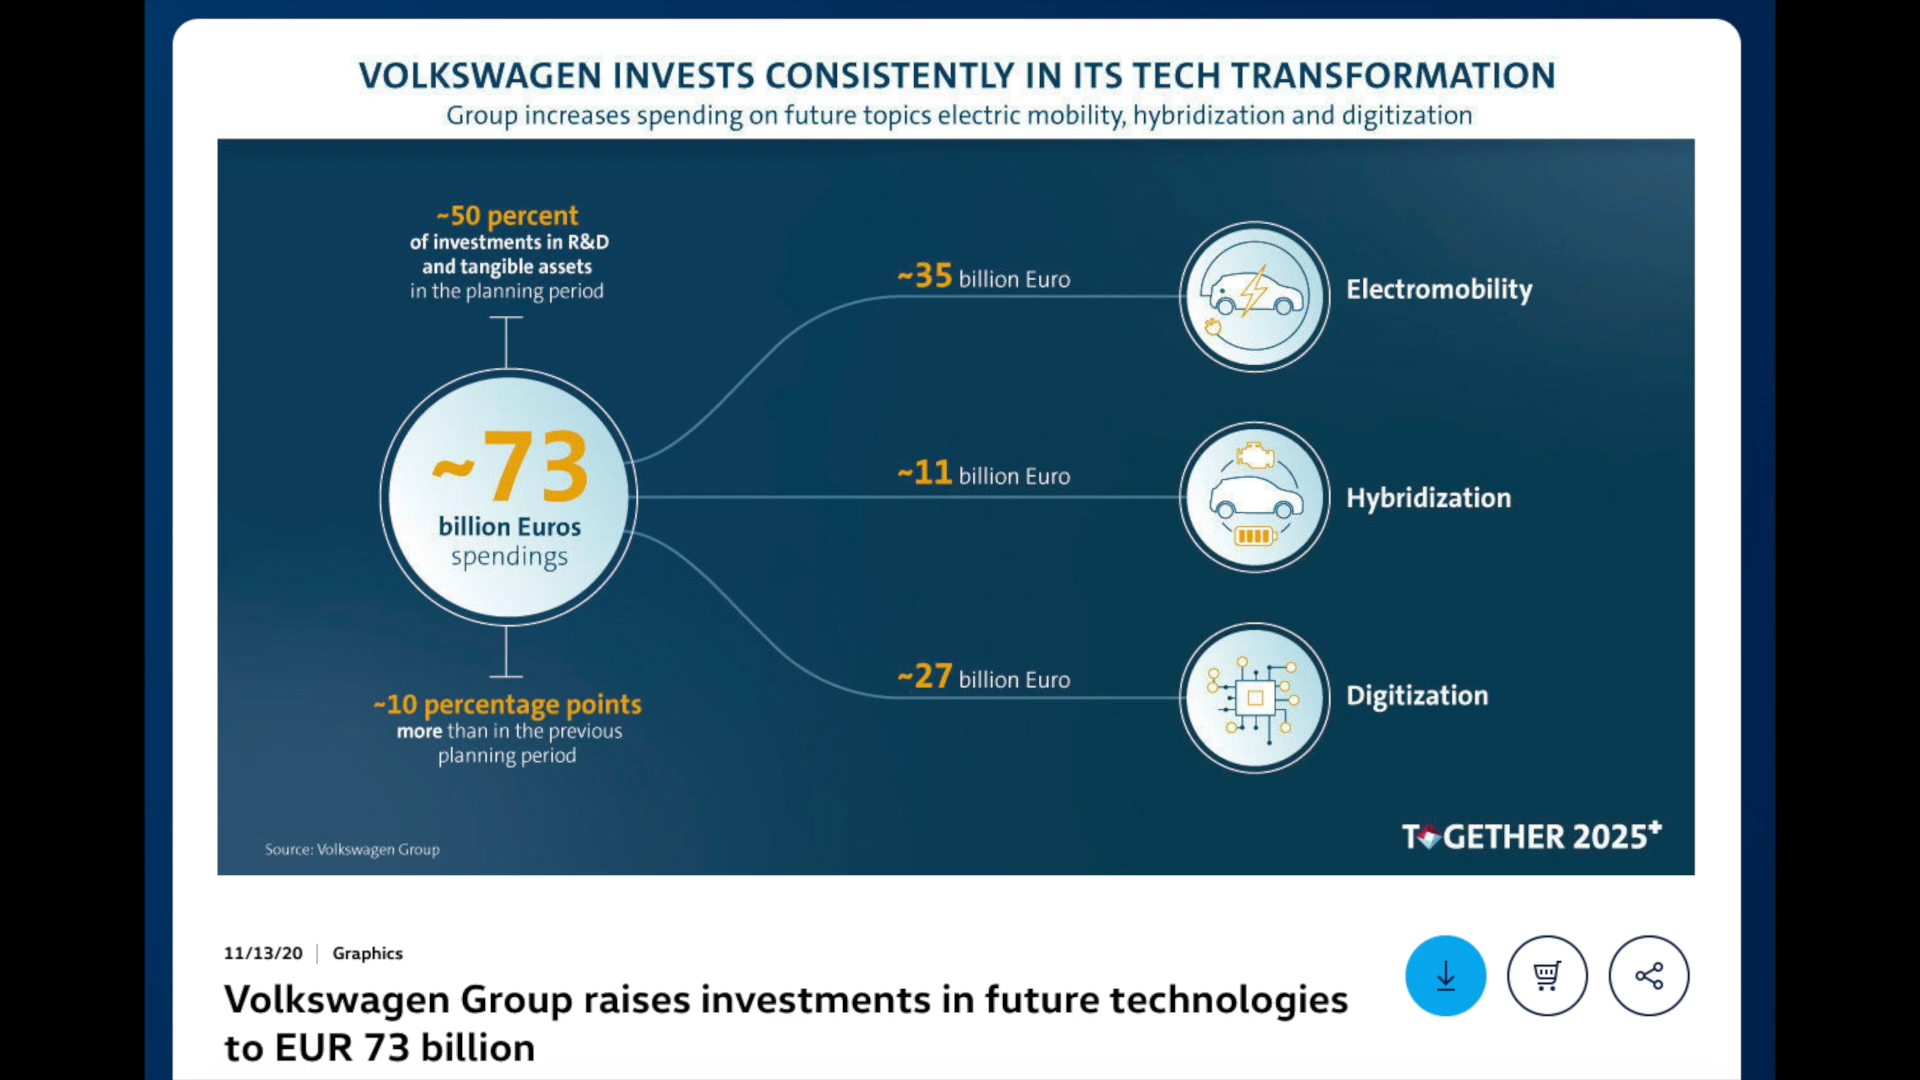 VOLKSWAGEN INVESTS CONSISTENTLY IN ITS TECH TRANSFORMATION
Group increases spending on future topics electric mobility, hybridization and digitization
~50 percent
of investments in R&D
and tangible assets
in the planning period
~73
billion Euros
spendings
~10 percentage points
more than in the previous
planning period
~35 billion Euro
Electromobility
~11 billion Euro
Hybridization
~27 billion Euro
Digitization
Source: Volkswagen Group
TOGETHER 2025+
11/13/20 | Graphics
Volkswagen Group raises investments in future technologies
to EUR 73 billion